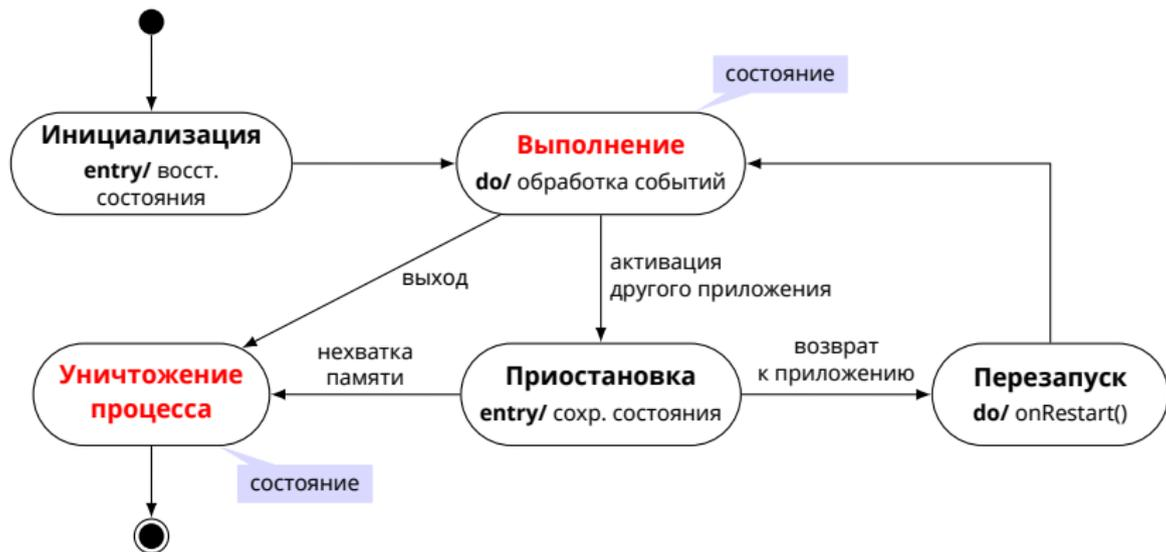 состояние
Инициализация
entry/ восст.
состояния
Выполнение
do/ обработка событий
выход
активация
другого приложения
Уничтожение
процесса
нехватка
памяти
Приостановка
entry/ сохр. состояния
возврат
к приложению
Перезапуск
do/ onRestart()
состояние